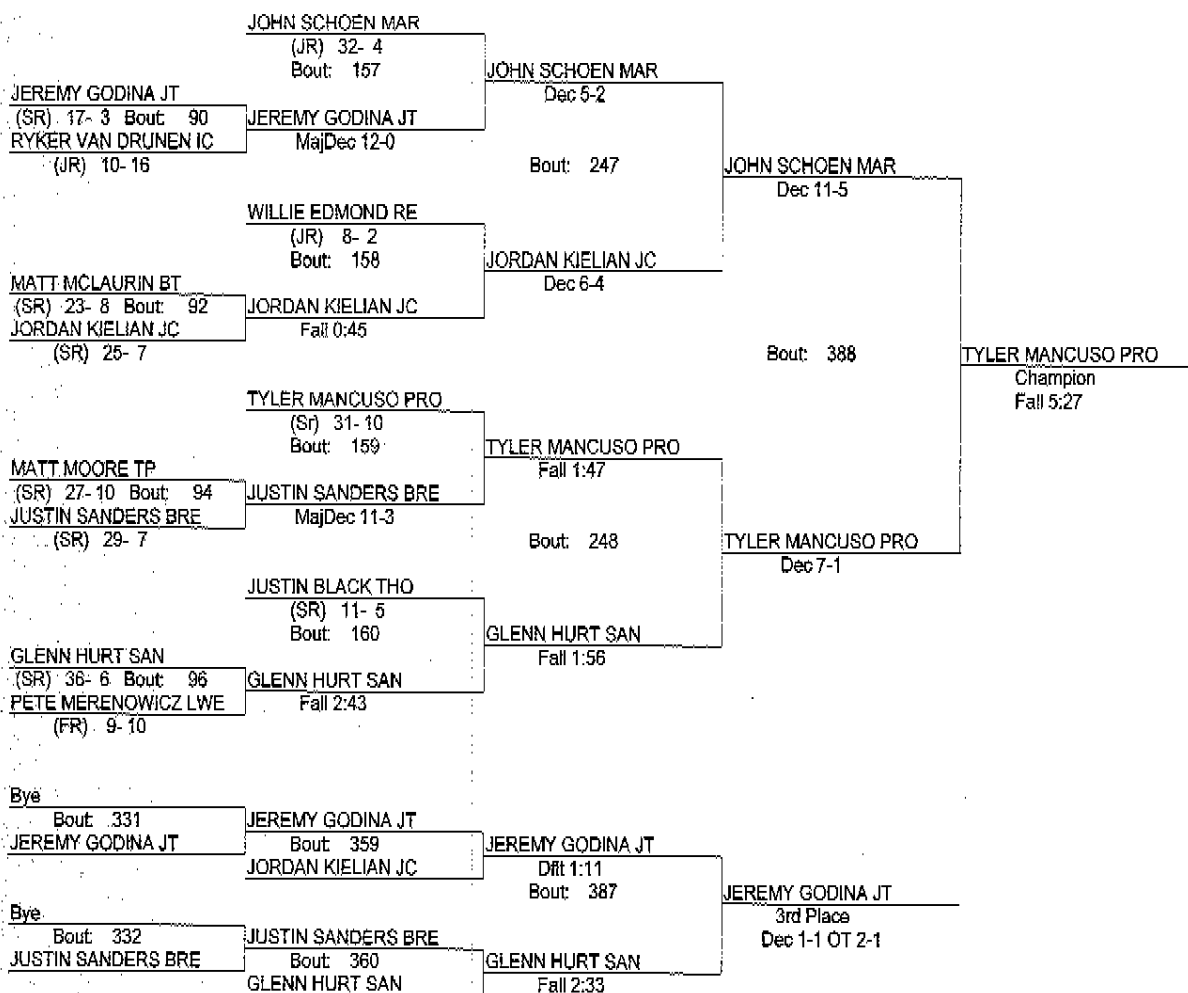 JOHN SCHOEN MAR
(JR) 32- 4
Bout: 157
JOHN SCHOEN MAR
Dec 5-2
JEREMY GODINA JT
(SR) 17- 3 Bout: 90
JEREMY GODINA JT
RYKER VAN DRUNEN IC
MajDec 12-0
(JR) 10- 16
Bout: 247
JOHN SCHOEN MAR
Dec 11-5
WILLIE EDMOND RE
(JR) 8- 2
Bout: 158
JORDAN KIELIAN JC
Dec 6-4
MATT MCLAURIN BT
(SR) 23- 8 Bout: 92
JORDAN KIELIAN JC
JORDAN KIELIAN JC
Fall 0:45
(SR) 25- 7
Bout: 388
TYLER MANCUSO PRO
Champion
Fall 5:27
TYLER MANCUSO PRO
(Sr) 31- 10
Bout: 159
TYLER MANCUSO PRO
Fall 1:47
MATT MOORE TP
(SR) 27- 10 Bout: 94
JUSTIN SANDERS BRE
JUSTIN SANDERS BRE
MajDec 11-3
(SR) 29- 7
Bout: 248
TYLER MANCUSO PRO
Dec 7-1
JUSTIN BLACK THO
(SR) 11- 5
Bout: 160
GLENN HURT SAN
Fall 1:56
GLENN HURT SAN
(SR) 36- 6 Bout: 96
GLENN HURT SAN
PETE MERENOWICZ LWE
Fall 2:43
(FR) 9- 10
Bye
Bout: 331
JEREMY GODINA JT
JEREMY GODINA JT
Bout: 359
JEREMY GODINA JT
JORDAN KIELIAN JC
Dflt 1:11
Bout: 387
JEREMY GODINA JT
3rd Place
Dec 1-1 OT 2-1
Bye
Bout: 332
JUSTIN SANDERS BRE
JUSTIN SANDERS BRE
Bout: 360
GLENN HURT SAN
GLENN HURT SAN
Fall 2:33